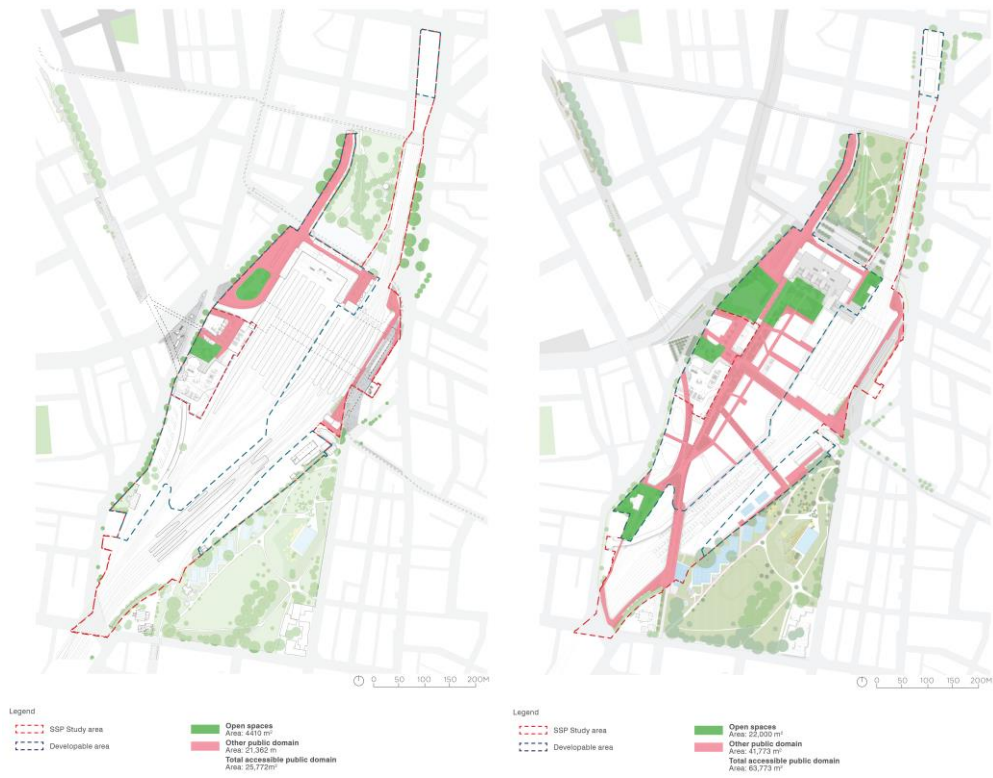 0 50 100 150 200M
0 50 100 150 200M
Legend
SSP Study area
Developable area
Open spaces
Area: 4410 m²
Other public domain
Area: 21,362 m
Total accessible public domain
Area: 25,772m²
Legend
SSP Study area
Developable area
Open spaces
Area: 22,000 m²
Other public domain
Area: 41,773 m²
Total accessible public domain
Area: 63,773 m²